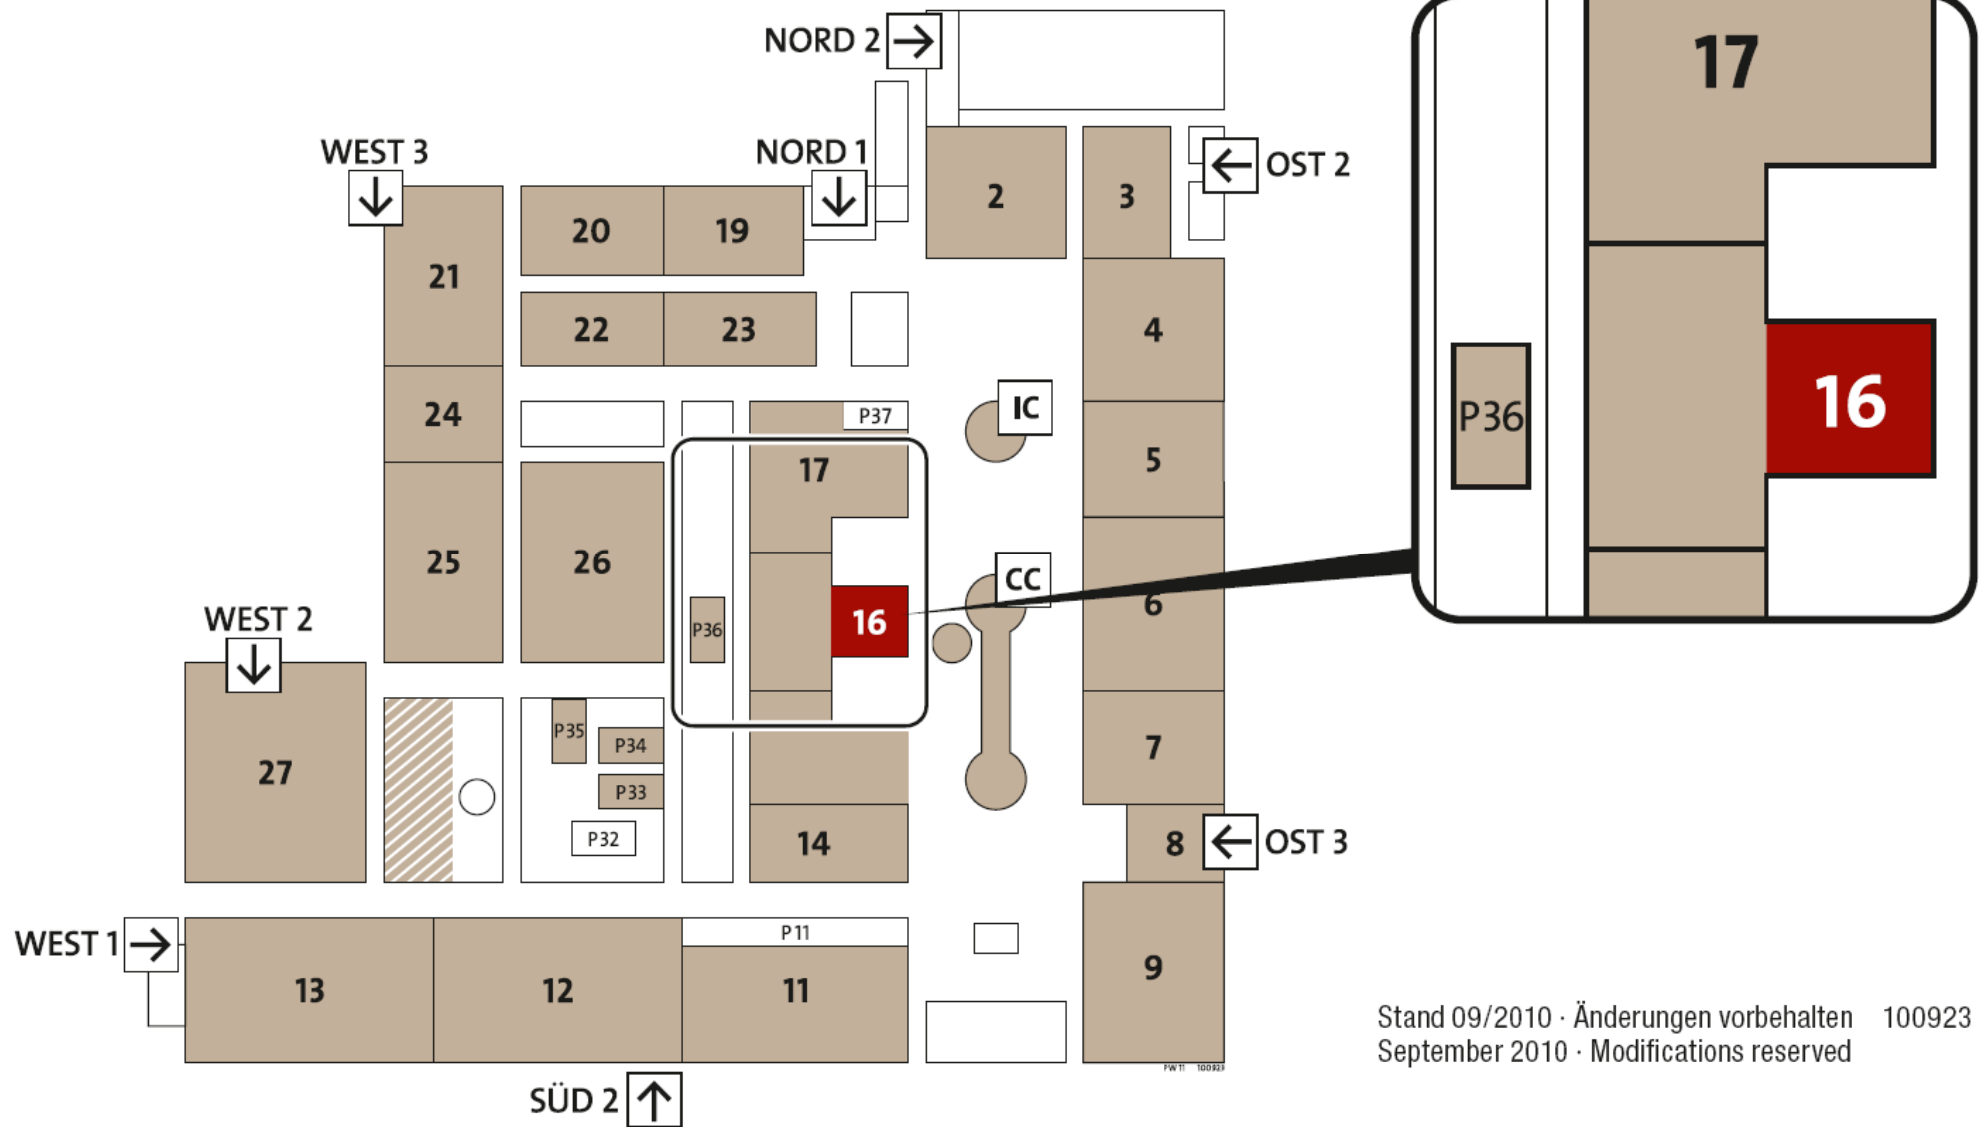 NORD 2
17
WEST 3
NORD 1
OST 2
2
3
20
19
21
22
23
4
24
P37
IC
16
P36
17
5
25
26
CC
6
P36
16
WEST 2
27
P35
P34
P33
P32
7
14
8
OST 3
WEST 1
P11
13
12
11
9
Stand 09/2010 · Änderungen vorbehalten 100923
September 2010 · Modifications reserved
PW11 100923
SÜD 2